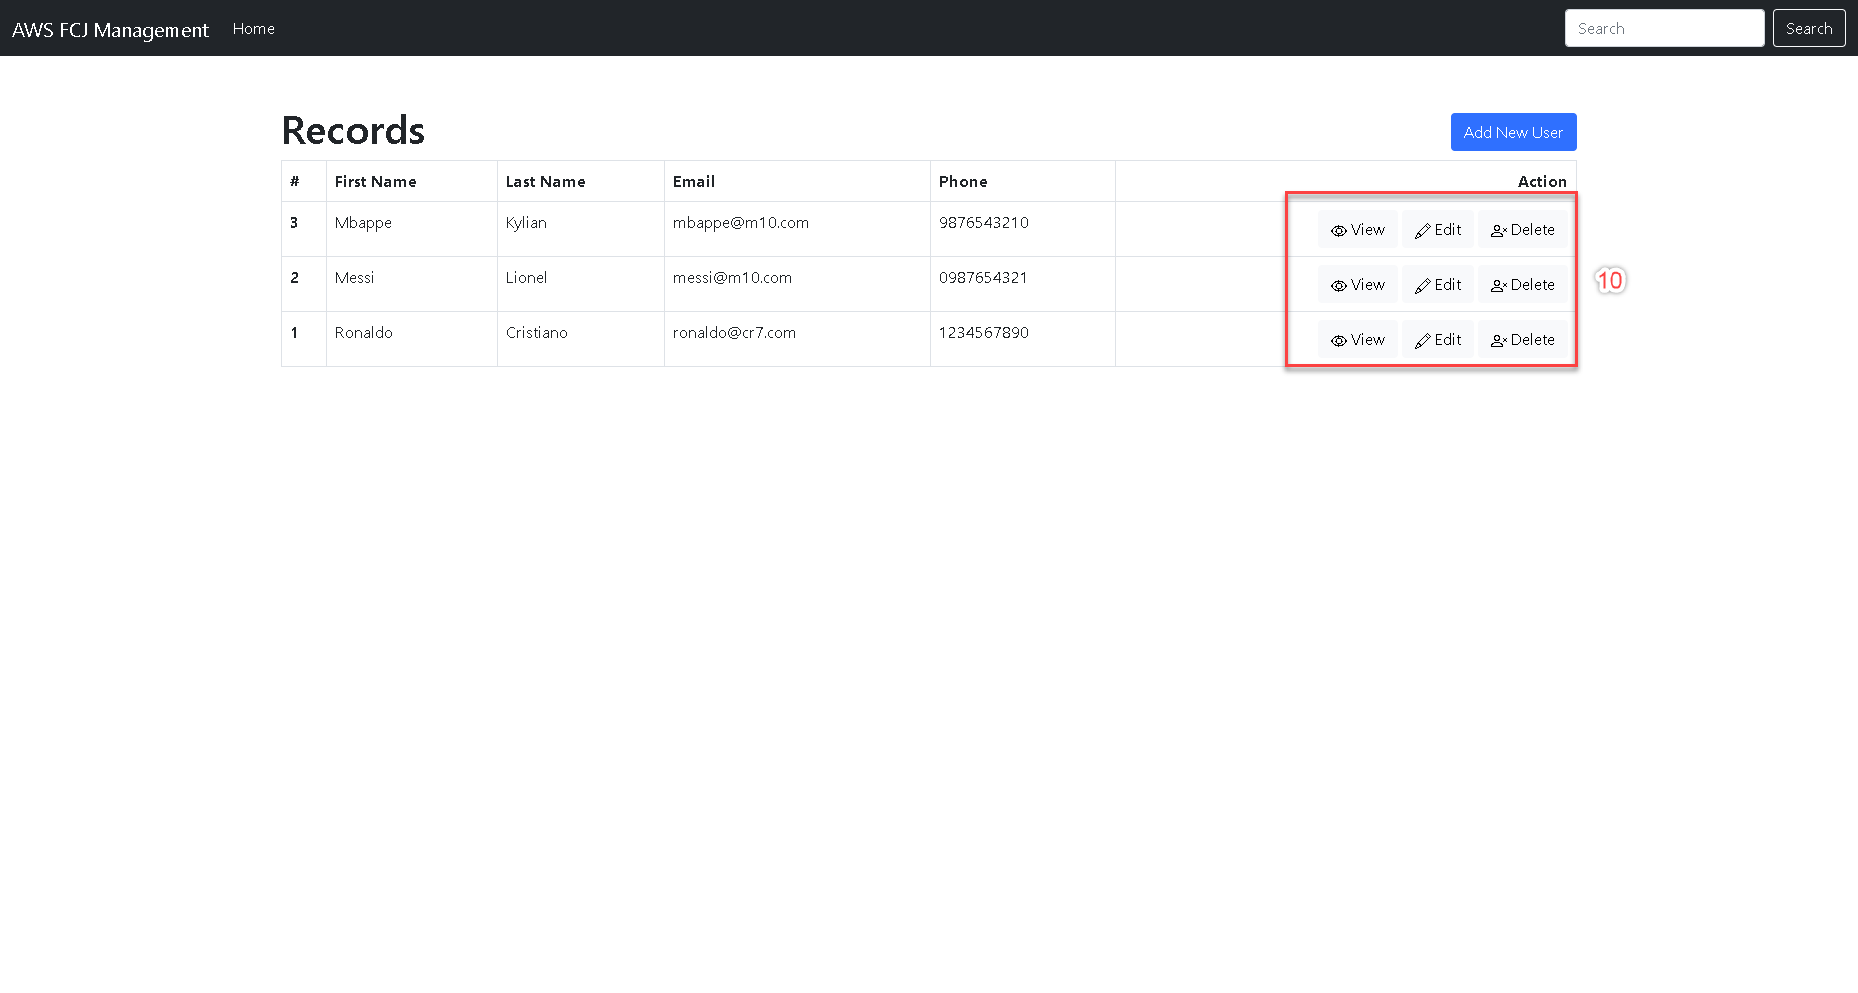 AWS FCJ Management Home Search Search
Records Add New User
# First Name Last Name Email Phone Action
3 Mbappe Kylian mbappe@m10.com 9876543210 View Edit Delete
2 Messi Lionel messi@m10.com 0987654321 View Edit Delete
10
1 Ronaldo Cristiano ronaldo@cr7.com 1234567890 View Edit Delete